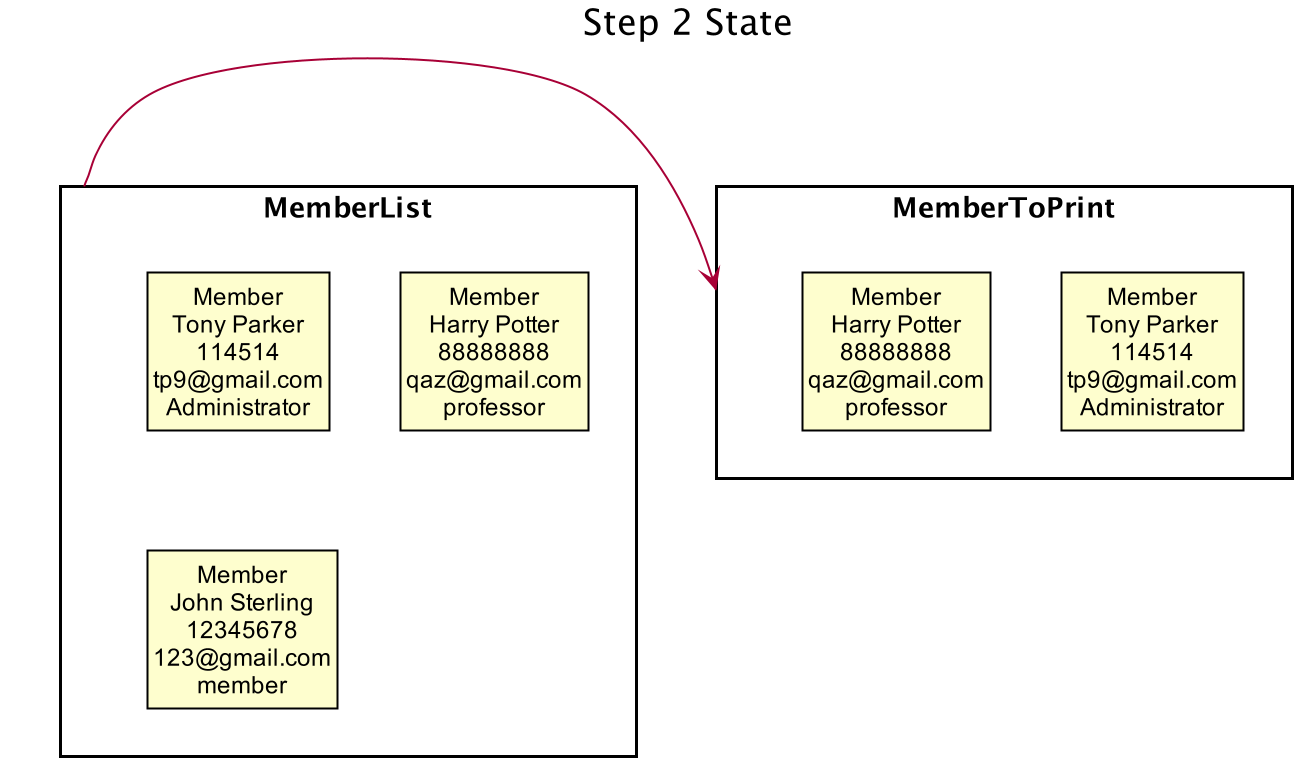 Step 2 State
MemberList
Member
Tony Parker
114514
tp9@gmail.com
Administrator
Member
Harry Potter
88888888
qaz@gmail.com
professor
Member
John Sterling
12345678
123@gmail.com
member
MemberToPrint
Member
Harry Potter
88888888
qaz@gmail.com
professor
Member
Tony Parker
114514
tp9@gmail.com
Administrator